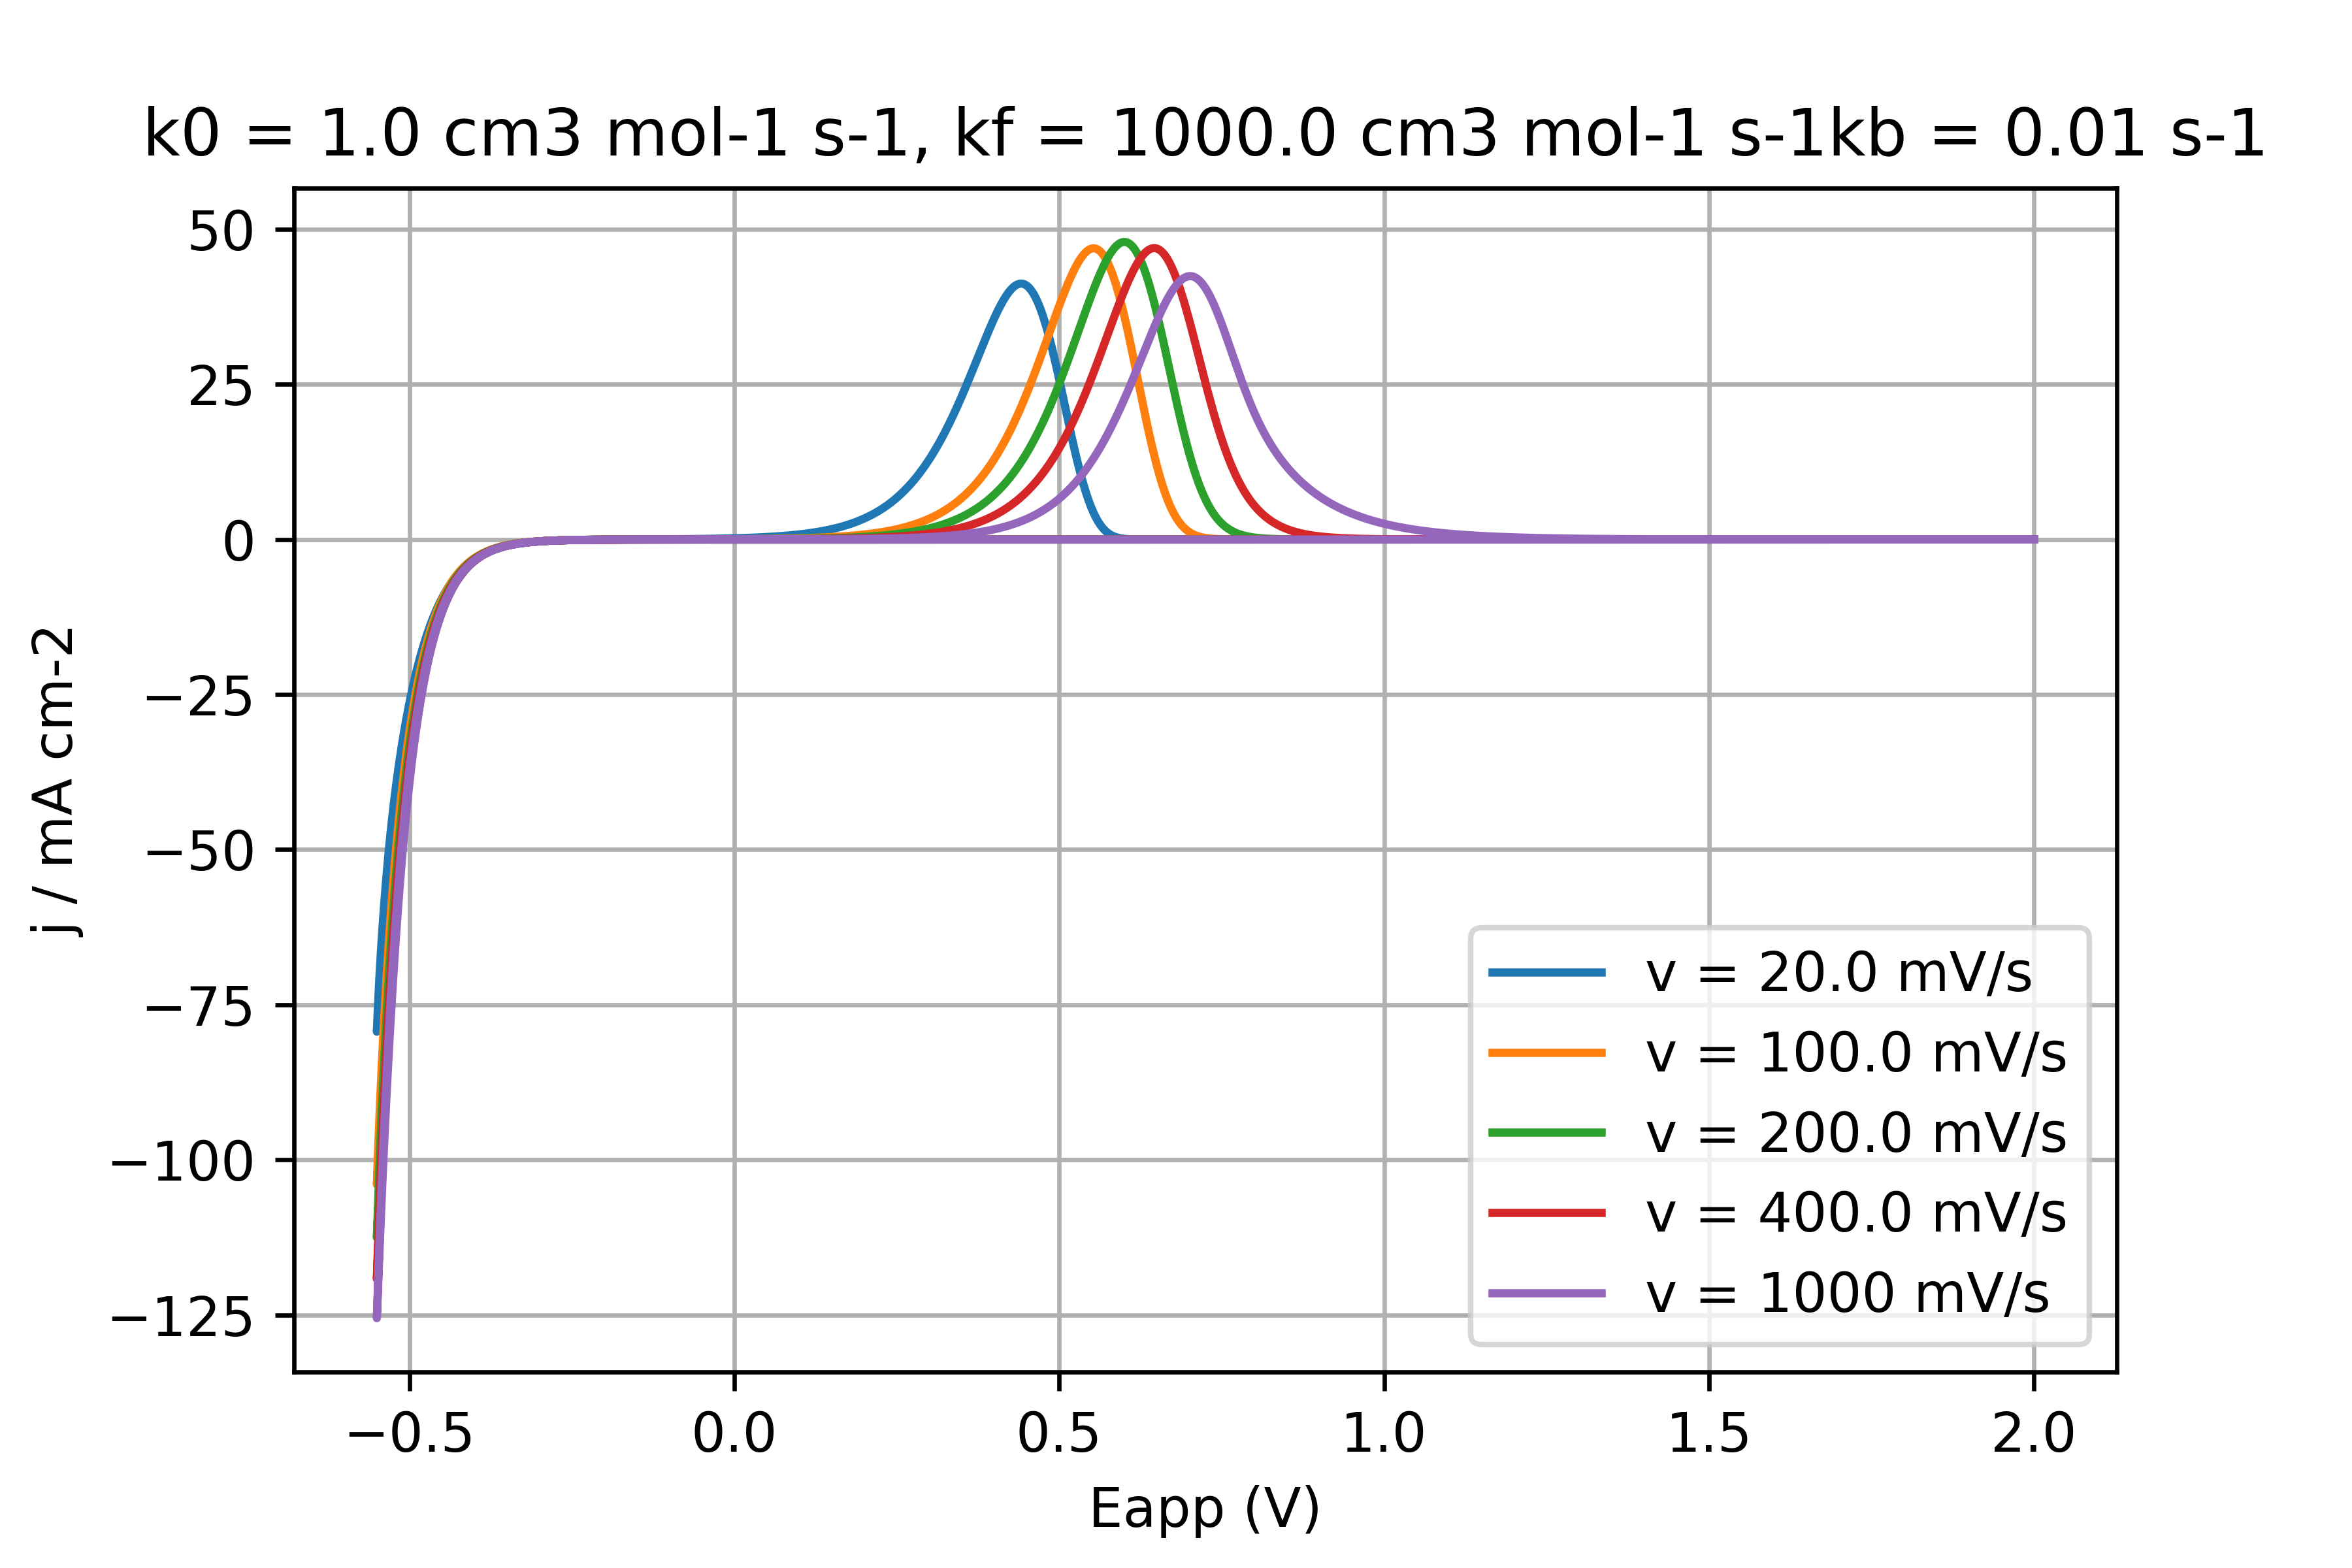 k0 = 1.0 cm3 mol-1 s-1, kf = 1000.0 cm3 mol-1 s-1kb = 0.01 s-1
50
25
0
−25
−50
−75
−100
−125
j / mA cm-2
v = 20.0 mV/s
v = 100.0 mV/s
v = 200.0 mV/s
v = 400.0 mV/s
v = 1000 mV/s
−0.5 0.0 0.5 1.0 1.5 2.0
Eapp (V)